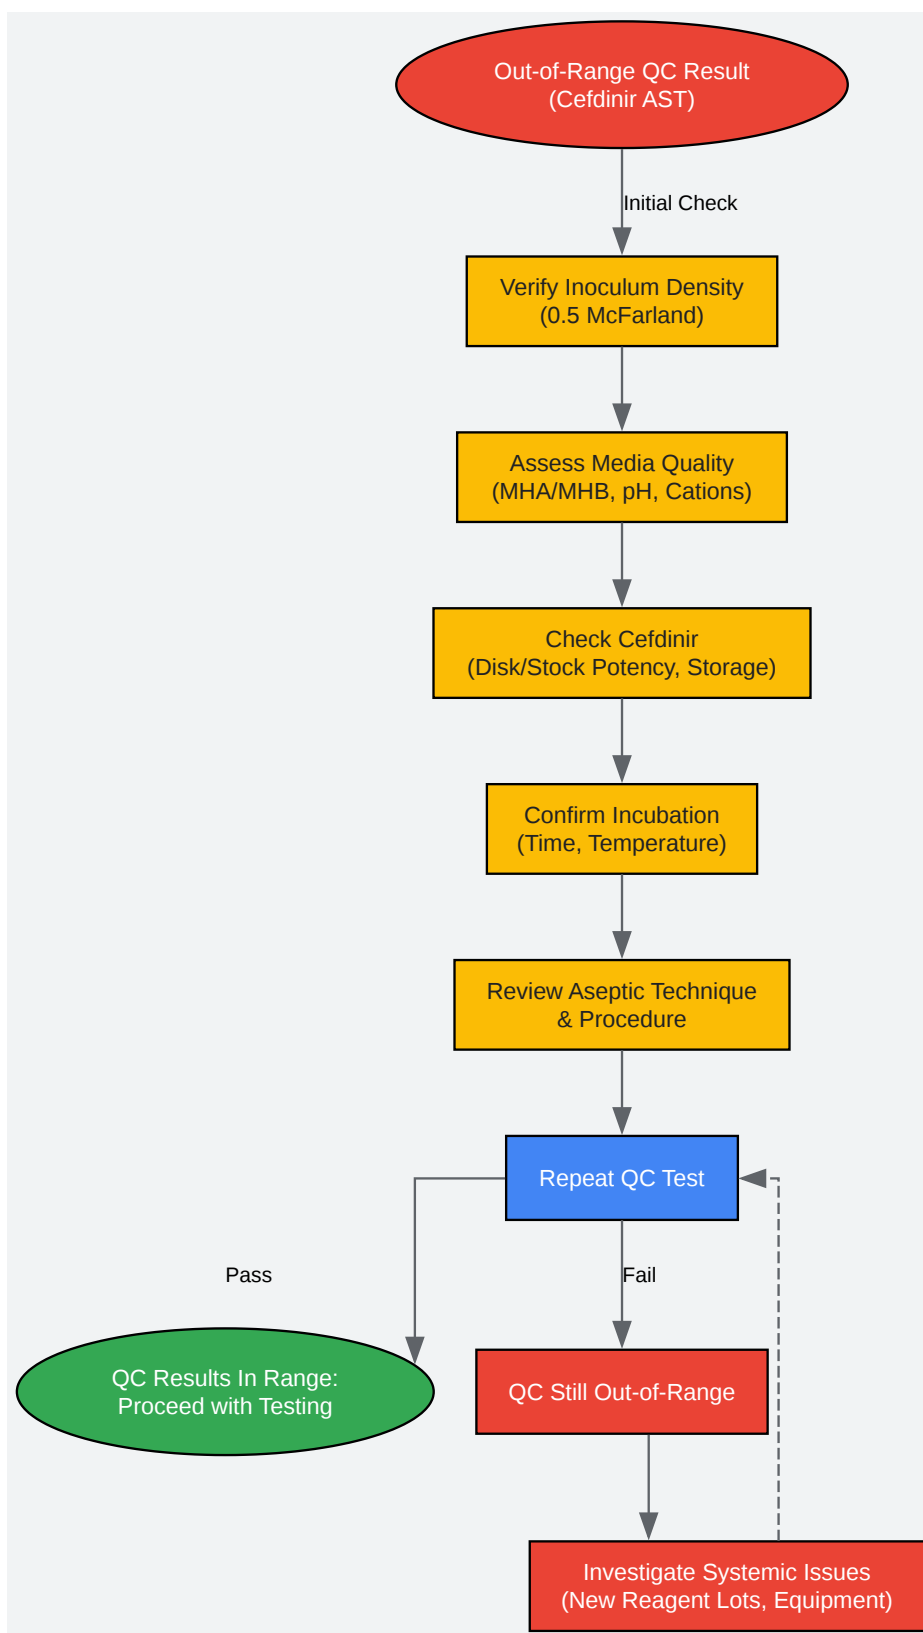 Out-of-Range QC Result
(Cefdinir AST)
Initial Check
Verify Inoculum Density
(0.5 McFarland)
Assess Media Quality
(MHA/MHB, pH, Cations)
Check Cefdinir
(Disk/Stock Potency, Storage)
Confirm Incubation
(Time, Temperature)
Review Aseptic Technique
& Procedure
Repeat QC Test
Pass
Fail
QC Results In Range:
Proceed with Testing
QC Still Out-of-Range
Investigate Systemic Issues
(New Reagent Lots, Equipment)